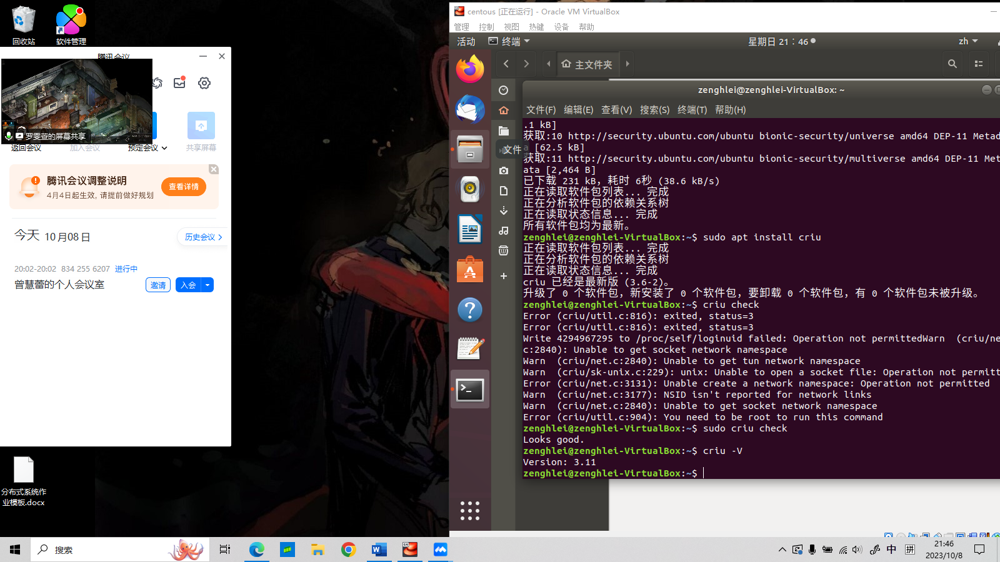 回收站
软件管理
腾讯会议
罗雯萱的屏幕共享
返回会议
加入会议
预定会议
共享屏幕
腾讯会议调整说明
4月4日起生效, 请提前做好规划
查看详情
今天 10月08日
历史会议
20:02-20:02 834 255 6207 进行中
曾慧蕾的个人会议室
邀请
入会
分布式系统作
业模板.docx
centous [正在运行] - Oracle VM VirtualBox
管理 控制 视图 热键 设备 帮助
活动
终端
星期日 21：46
zh
主文件夹
文件
zenghlei@zenghlei-VirtualBox: ~
文件(F) 编辑(E) 查看(V) 搜索(S) 终端(T) 帮助(H)
.1 kB]
获取:10 http://security.ubuntu.com/ubuntu bionic-security/universe amd64 DEP-11 Metad
a [62.5 kB]
获取:11 http://security.ubuntu.com/ubuntu bionic-security/multiverse amd64 DEP-11 Met
ata [2,464 B]
已下载 231 kB，耗时 6秒 (38.6 kB/s)
正在读取软件包列表... 完成
正在分析软件包的依赖关系树
正在读取状态信息... 完成
所有软件包均为最新。
zenghlei@zenghlei-VirtualBox:~$ sudo apt install criu
正在读取软件包列表... 完成
正在分析软件包的依赖关系树
正在读取状态信息... 完成
criu 已经是最新版 (3.6-2)。
升级了 0 个软件包，新安装了 0 个软件包，要卸载 0 个软件包，有 0 个软件包未被升级。
zenghlei@zenghlei-VirtualBox:~$ criu check
Error (criu/util.c:816): exited, status=3
Error (criu/util.c:816): exited, status=3
Write 4294967295 to /proc/self/loginuid failed: Operation not permittedWarn  (criu/ne
c:2840): Unable to get socket network namespace
Warn  (criu/net.c:2840): Unable to get tun network namespace
Warn  (criu/sk-unix.c:229): unix: Unable to open a socket file: Operation not permitt
Error (criu/net.c:3131): Unable create a network namespace: Operation not permitted
Warn  (criu/net.c:3177): NSID isn't reported for network links
Warn  (criu/net.c:2840): Unable to get socket network namespace
Error (criu/util.c:904): You need to be root to run this command
zenghlei@zenghlei-VirtualBox:~$ sudo criu check
Looks good.
zenghlei@zenghlei-VirtualBox:~$ criu -V
Version: 3.11
zenghlei@zenghlei-VirtualBox:~$
搜索
中
拼
21:46
2023/10/8